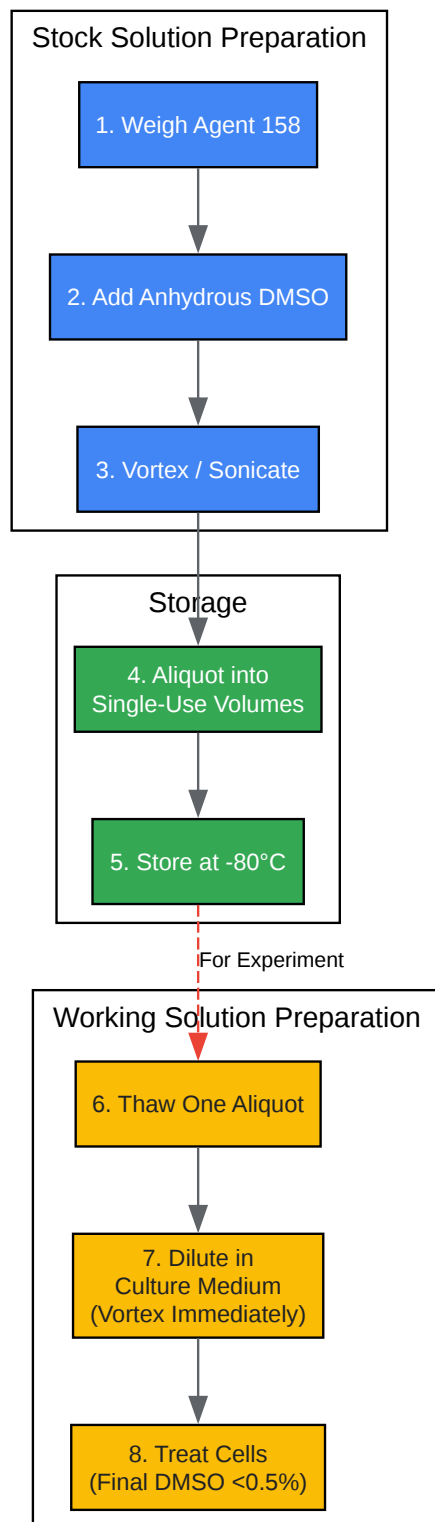 Stock Solution Preparation
1. Weigh Agent 158
2. Add Anhydrous DMSO
3. Vortex / Sonicate
Storage
4. Aliquot into
Single-Use Volumes
5. Store at -80°C
For Experiment
Working Solution Preparation
6. Thaw One Aliquot
7. Dilute in
Culture Medium
(Vortex Immediately)
8. Treat Cells
(Final DMSO <0.5%)